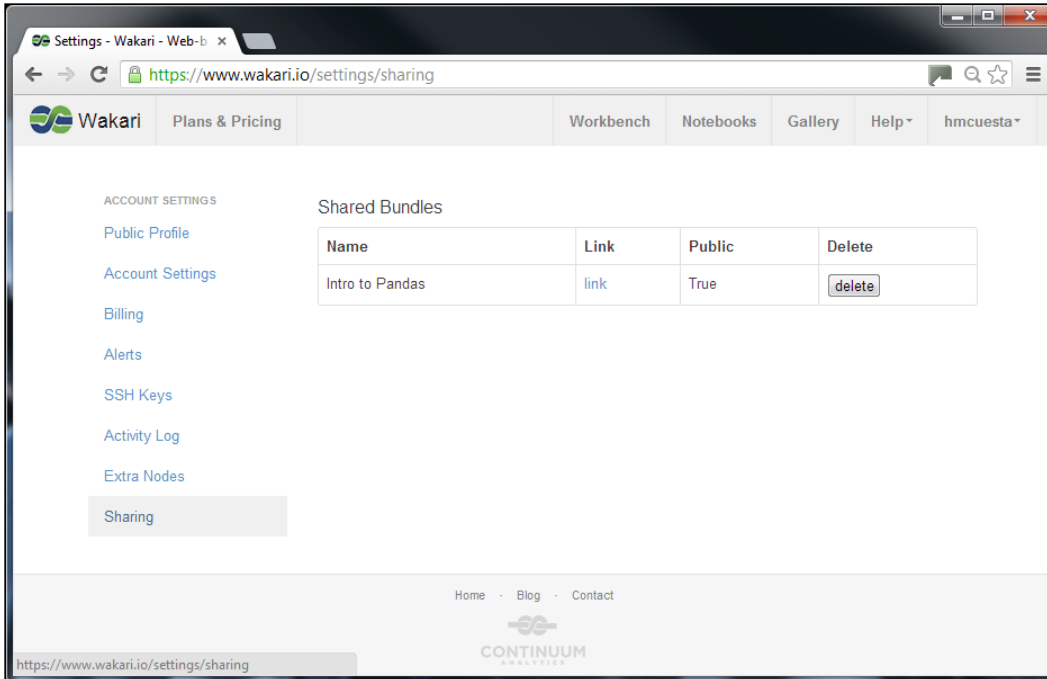 Settings - Wakari - Web-b
https://www.wakari.io/settings/sharing
Wakari Plans & Pricing Workbench Notebooks Gallery Help hmcuesta
ACCOUNT SETTINGS
Public Profile
Account Settings
Billing
Alerts
SSH Keys
Activity Log
Extra Nodes
Sharing
Shared Bundles
Name Link Public Delete
Intro to Pandas link True delete
Home - Blog - Contact
CONTINUUM
ANALYTICS
https://www.wakari.io/settings/sharing